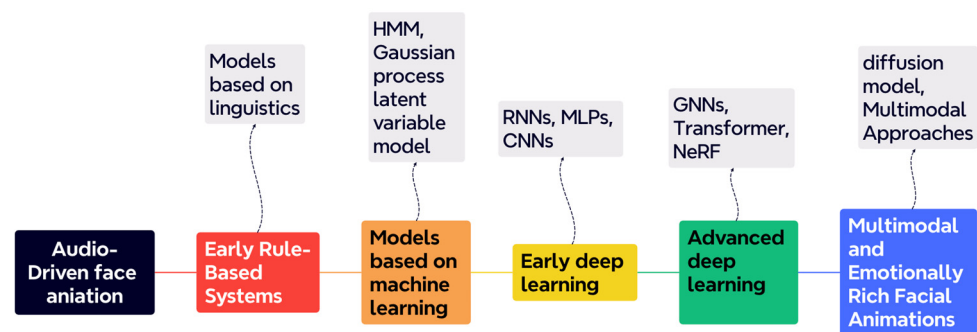 Models
based on
linguistics
HMM,
Gaussian
process
latent
variable
model
RNNs, MLPs,
CNNs
GNNs,
Transformer,
NeRF
diffusion
model,
Multimodal
Approaches
Audio-
Driven face
aniation
Early Rule-
Based
Systems
Models
based on
machine
learning
Early deep
learning
Advanced
deep
learning
Multimodal
and
Emotionally
Rich Facial
Animations